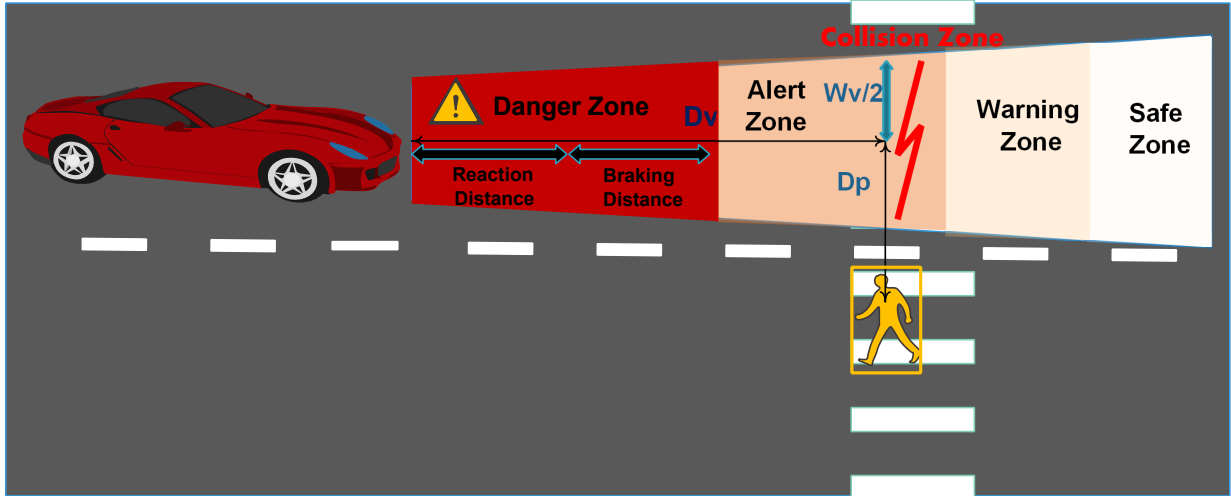 Collision Zone
!
Danger Zone
Dv
Alert
Zone
Wv/2
Warning
Zone
Safe
Zone
Reaction
Distance
Braking
Distance
Dp